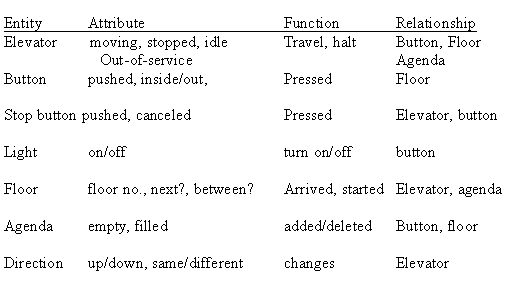 Entity Attribute Function Relationship
Elevator moving, stopped, idle Travel, halt Button, Floor
Out-of-service Agenda
Button pushed, inside/out, Pressed Floor
Stop button pushed, canceled Pressed Elevator, button
Light on/off turn on/off button
Floor floor no., next?, between? Arrived, started Elevator, agenda
Agenda empty, filled added/deleted Button, floor
Direction up/down, same/different changes Elevator